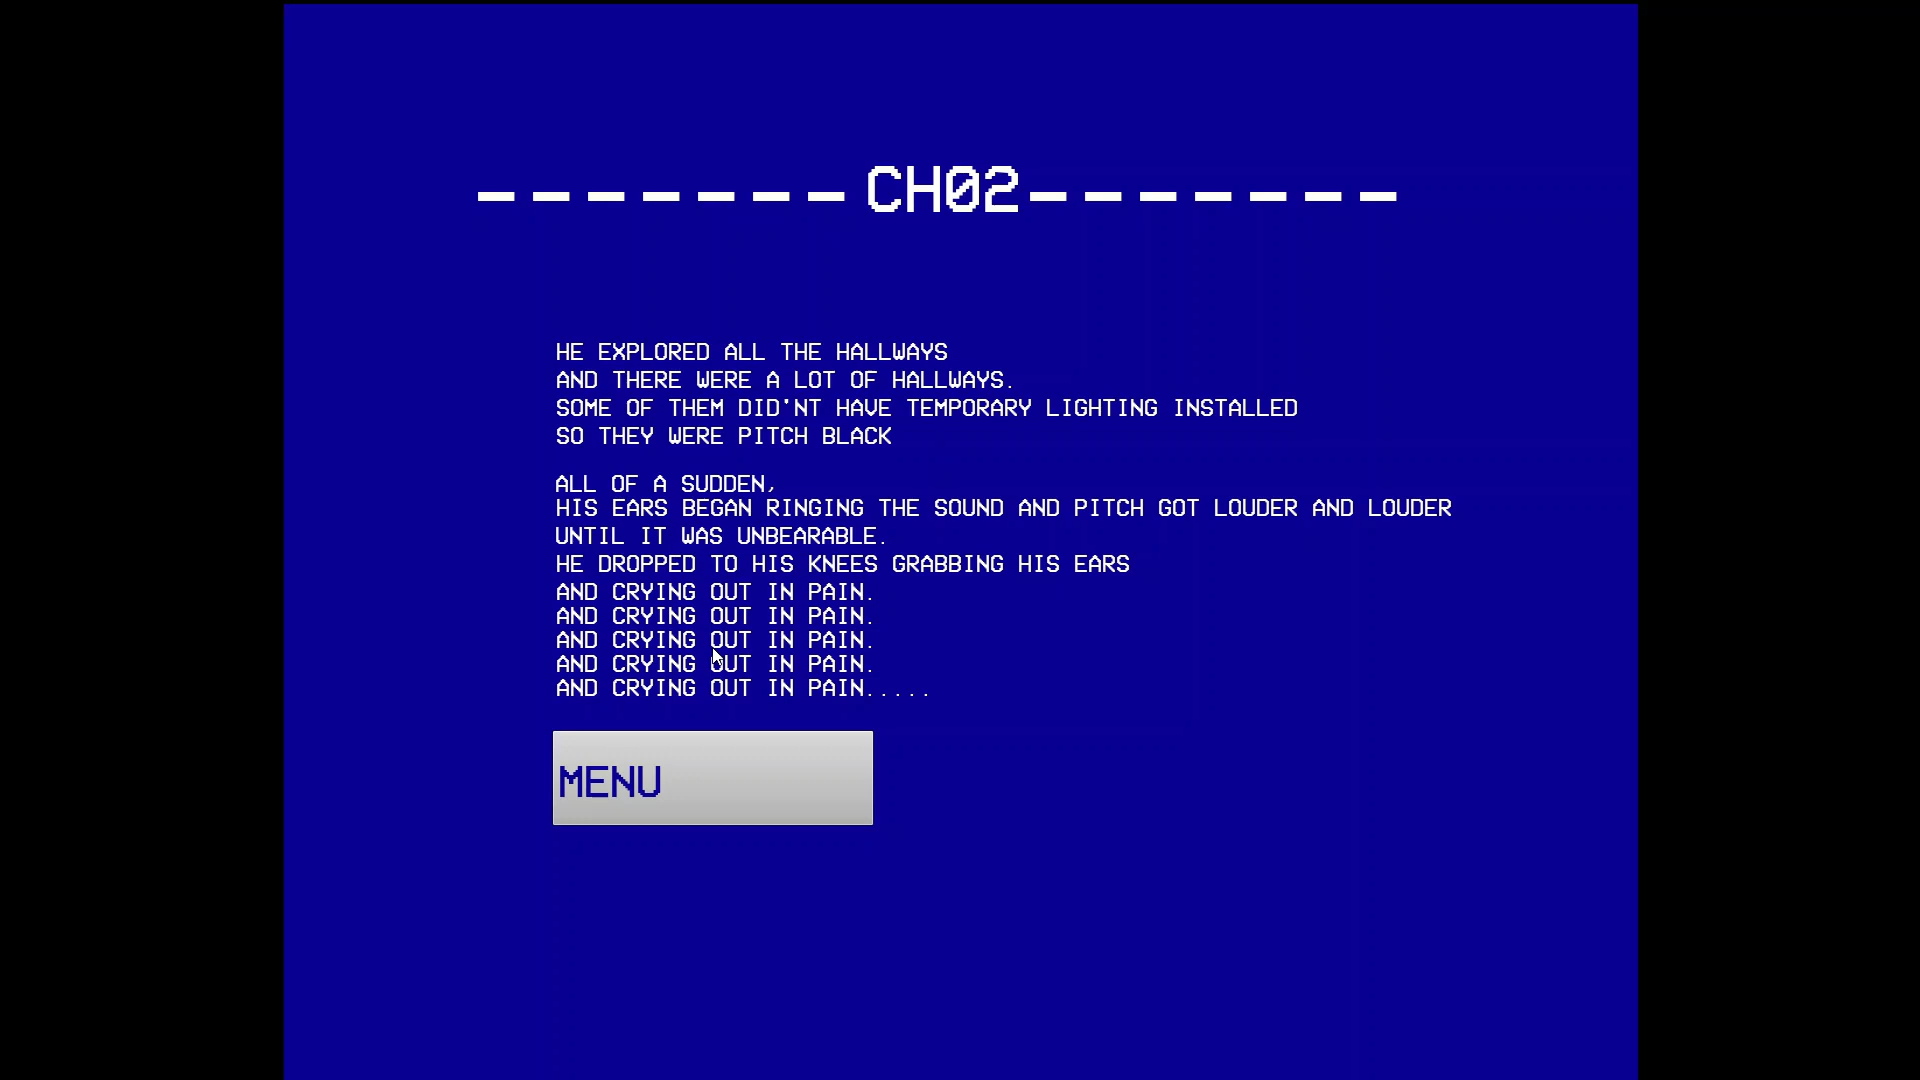 -------CH02-------
HE EXPLORED ALL THE HALLWAYS
AND THERE WERE A LOT OF HALLWAYS.
SOME OF THEM DID'NT HAVE TEMPORARY LIGHTING INSTALLED
SO THEY WERE PITCH BLACK
ALL OF A SUDDEN,
HIS EARS BEGAN RINGING THE SOUND AND PITCH GOT LOUDER AND LOUDER
UNTIL IT WAS UNBEARABLE.
HE DROPPED TO HIS KNEES GRABBING HIS EARS
AND CRYING OUT IN PAIN.
AND CRYING OUT IN PAIN.
AND CRYING OUT IN PAIN.
AND CRYING OUT IN PAIN.
AND CRYING OUT IN PAIN.....
MENU